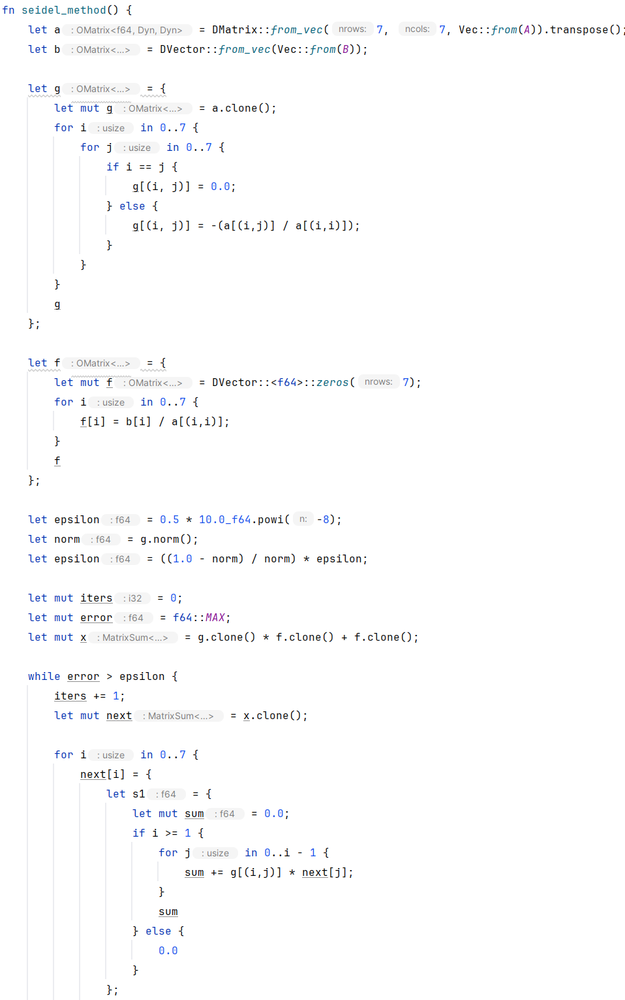 fn seidel_method() {
    let a : OMatrix<f64, Dyn, Dyn> = DMatrix::from_vec( nrows: 7, ncols: 7, Vec::from(A)).transpose();
    let b : OMatrix<...> = DVector::from_vec(Vec::from(B));

    let g : OMatrix<...> = {
        let mut g : OMatrix<...> = a.clone();
        for i : usize in 0..7 {
            for j : usize in 0..7 {
                if i == j {
                    g[(i, j)] = 0.0;
                } else {
                    g[(i, j)] = -(a[(i,j)] / a[(i,i)]);
                }
            }
        }
        g
    };

    let f : OMatrix<...> = {
        let mut f : OMatrix<...> = DVector::<f64>::zeros( nrows: 7);
        for i : usize in 0..7 {
            f[i] = b[i] / a[(i,i)];
        }
        f
    };

    let epsilon : f64 = 0.5 * 10.0_f64.powi( n: -8);
    let norm : f64 = g.norm();
    let epsilon : f64 = ((1.0 - norm) / norm) * epsilon;

    let mut iters : i32 = 0;
    let mut error : f64 = f64::MAX;
    let mut x : MatrixSum<...> = g.clone() * f.clone() + f.clone();

    while error > epsilon {
        iters += 1;
        let mut next : MatrixSum<...> = x.clone();

        for i : usize in 0..7 {
            next[i] = {
                let s1 : f64 = {
                    let mut sum : f64 = 0.0;
                    if i >= 1 {
                        for j : usize in 0..i - 1 {
                            sum += g[(i,j)] * next[j];
                        }
                        sum
                    } else {
                        0.0
                    }
                };